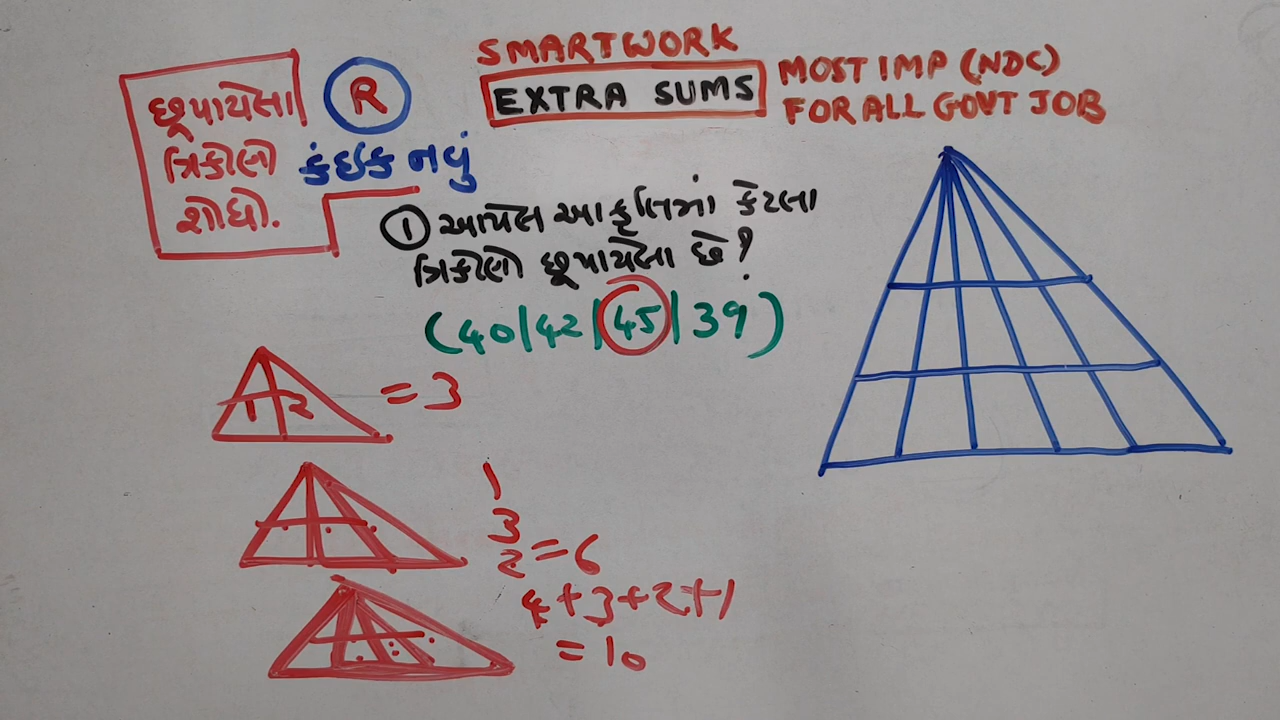 SMARTWORK
EXTRA SUMS
MOST IMP (NDC)
FOR ALL GOVT JOB
છૂપાયેલા
ત્રિકોણો
શોધો.
R
કંઇક નવું
① આપેલ આકૃતિમાં કેટલા
ત્રિકોણો છૂપાયેલા છે?
(40/42/45/39)
1 2 = 3
1
3
2 = 6
4+3+2+1
= 10